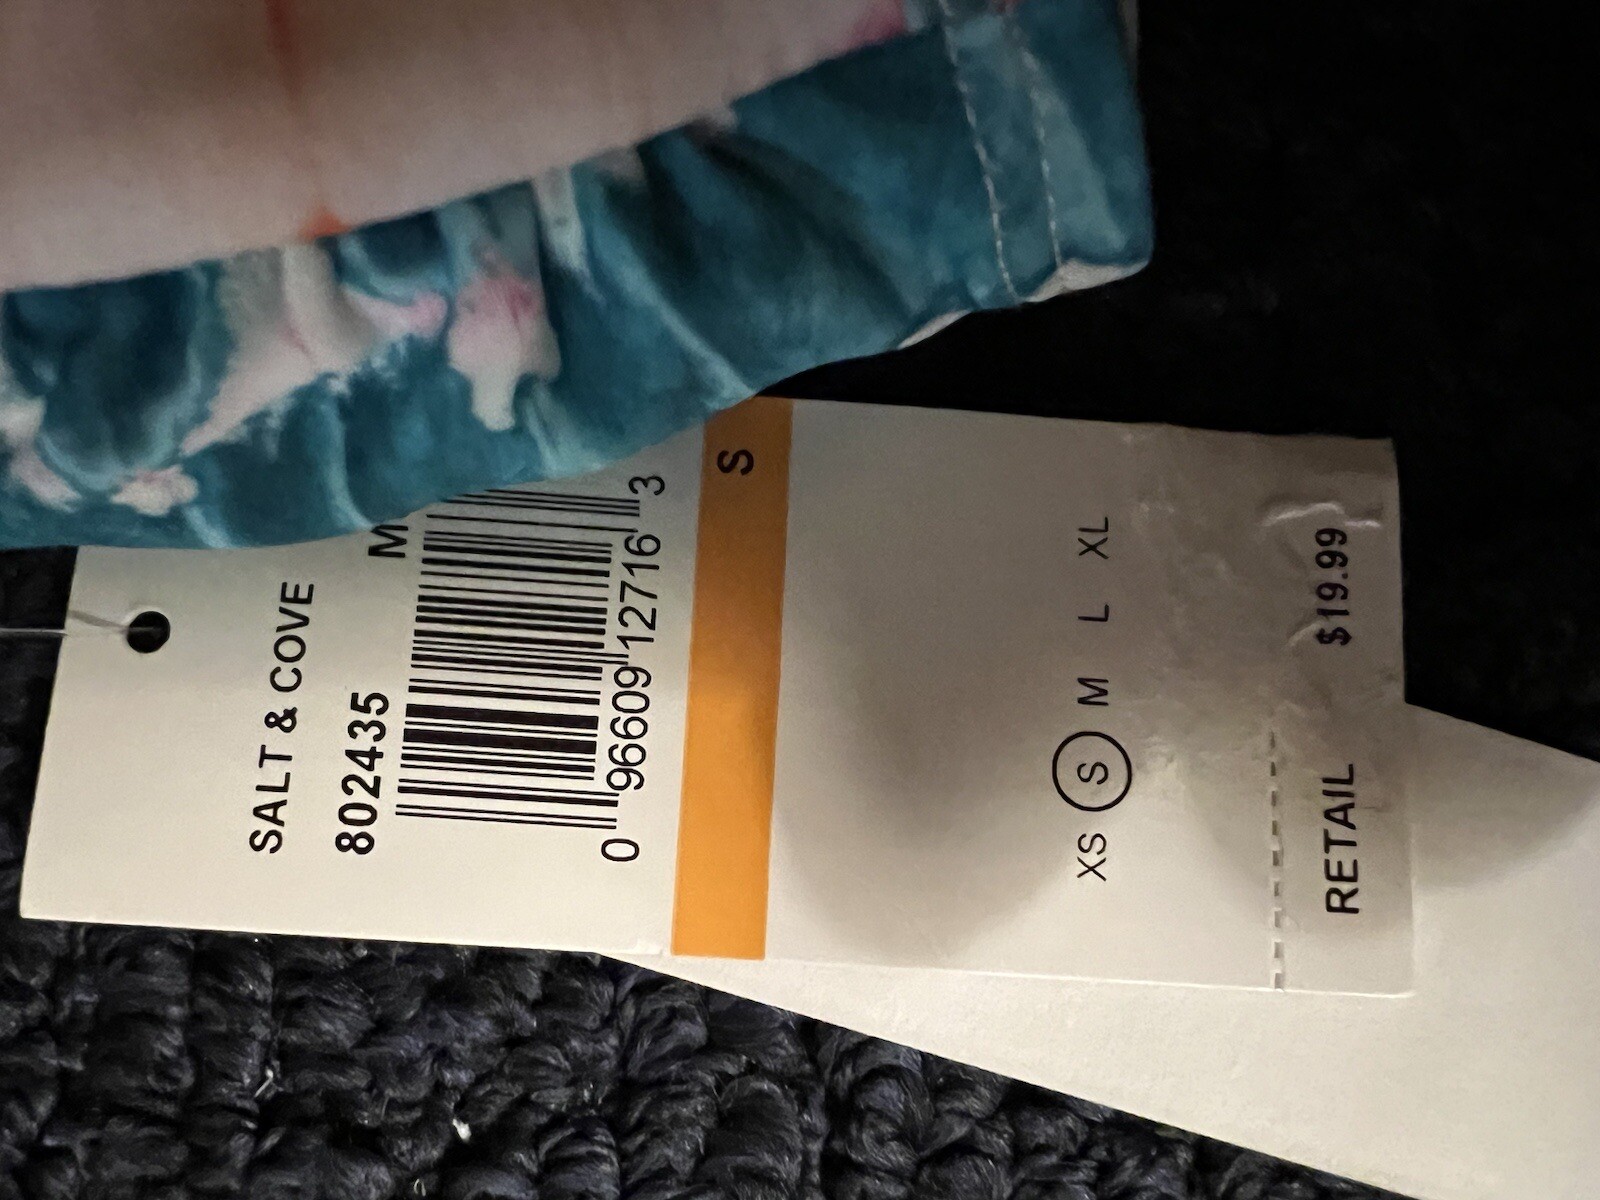 SALT & COVE
802435 M
0 96609 12716 3
S
XS S M L XL
RETAIL $19.99